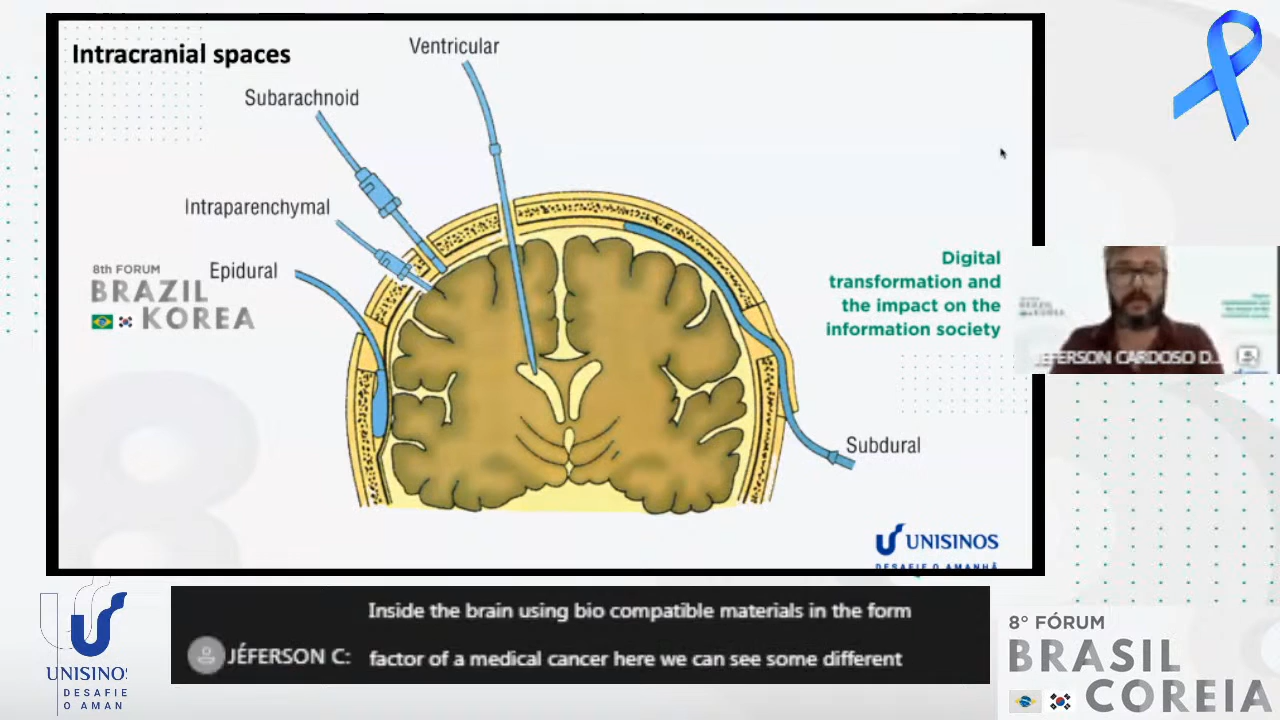 Intracranial spaces
Ventricular
Subarachnoid
Intraparenchymal
Epidural
8th FORUM
BRAZIL
KOREA
Digital
transformation and
the impact on the
information society
JEFERSON CARDOSO D...
Subdural
UNISINOS
DESAFIE O AMANHÃ
Inside the brain using bio compatible materials in the form
JÉFERSON C: factor of a medical cancer here we can see some different
UNISINOS
DESAFIE
O AMAN
8° FÓRUM
BRASIL
COREIA